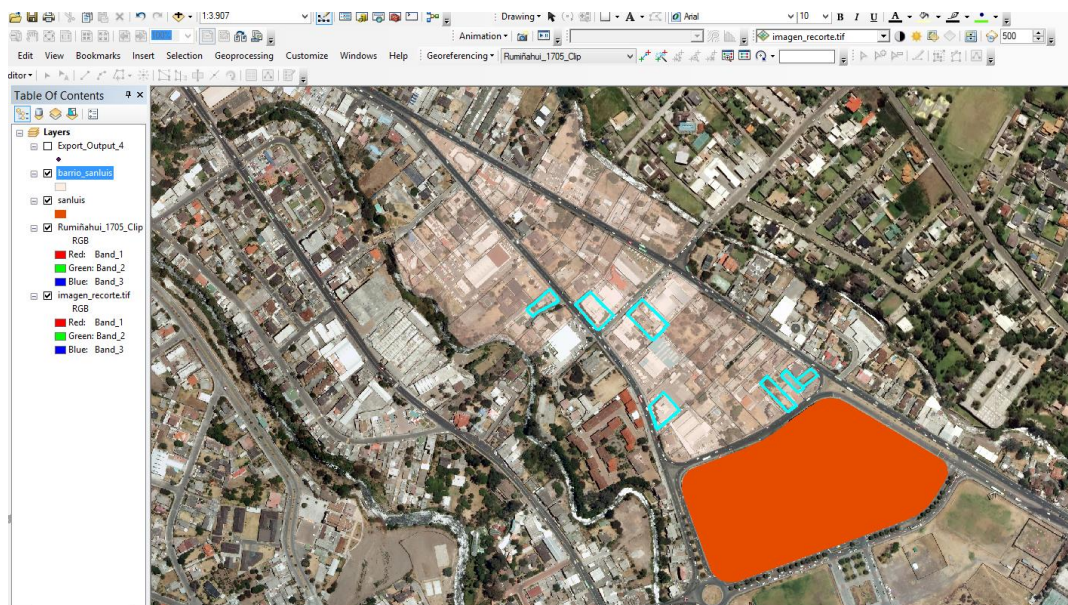 1:3.907 Drawing Arial 10 B I U A
Animation imagen_recorte.tif 500
Edit View Bookmarks Insert Selection Geoprocessing Customize Windows Help Georeferencing Rumiñahui_1705_Clip
ditor
Table Of Contents
Layers
Export_Output_4
barrio_sanluis
sanluis
Rumiñahui_1705_Clip
RGB
Red: Band_1
Green: Band_2
Blue: Band_3
imagen_recorte.tif
RGB
Red: Band_1
Green: Band_2
Blue: Band_3